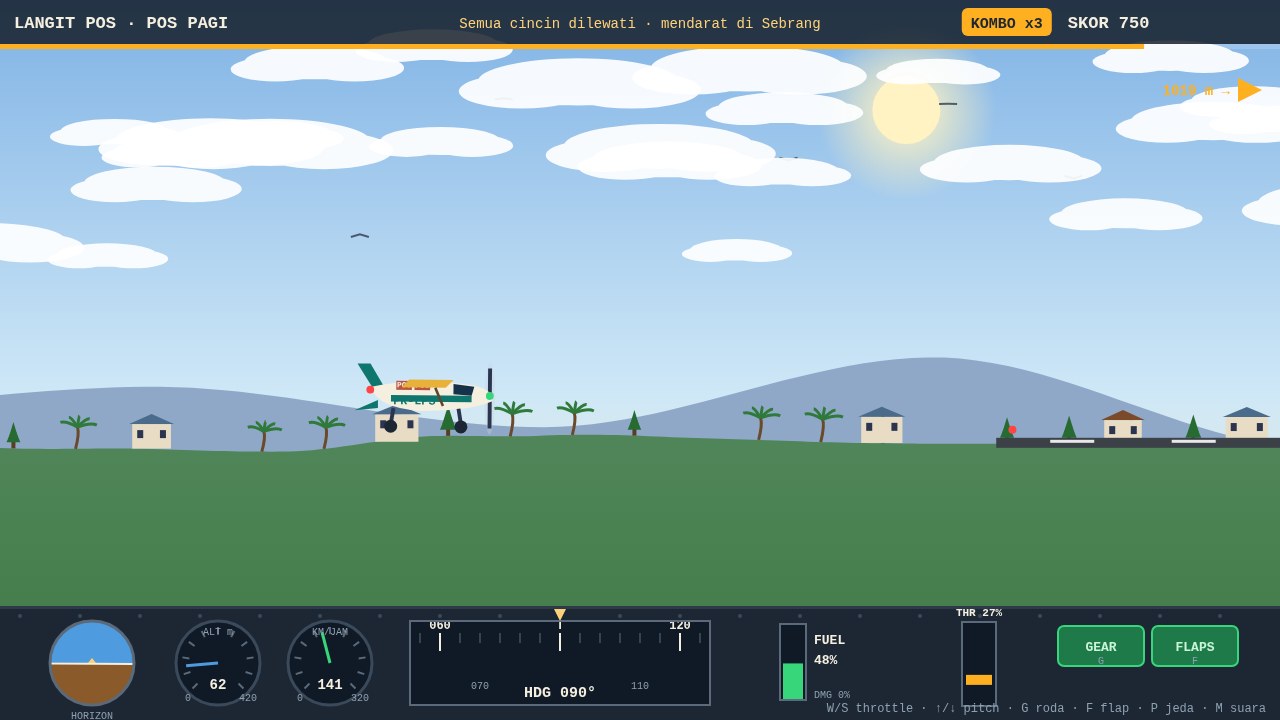 LANGIT POS · POS PAGI
Semua cincin dilewati · mendarat di Sebrang
KOMBO x3
SKOR 750
HORIZON
ALT m
62
0
420
KM/JAM
141
0
320
060
120
070
110
HDG 090°
FUEL
48%
DMG 0%
THR 27%
GEAR
G
FLAPS
F
W/S throttle · ↑/↓ pitch · G roda · F flap · P jeda · M suara